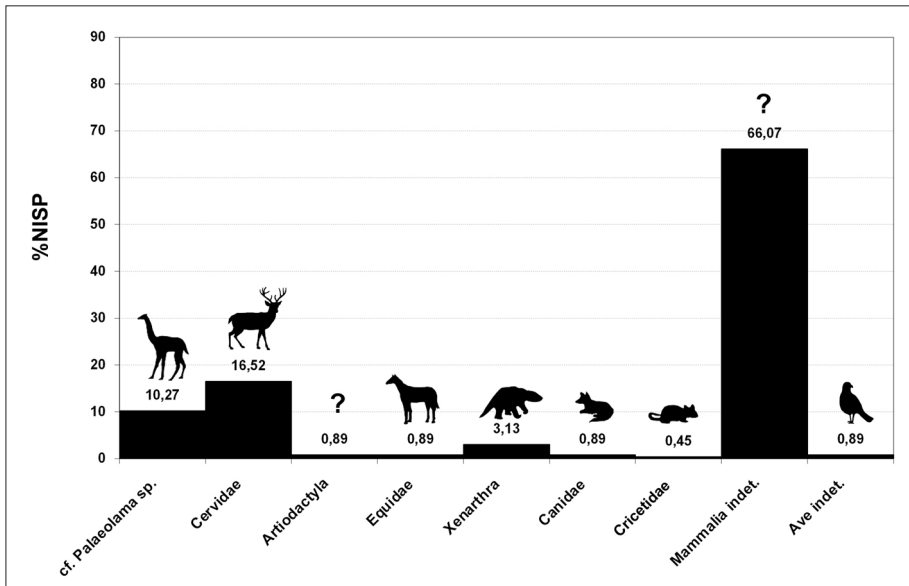 90
80
70
60
50
40
30
20
10
0
%NISP
?
66,07
16,52
10,27
?
0,89
0,89
3,13
0,89
0,45
0,89
cf. Palaeolama sp.
Cervidae
Artiodactyla
Equidae
Xenarthra
Canidae
Cricetidae
Mammalia indet.
Ave indet.